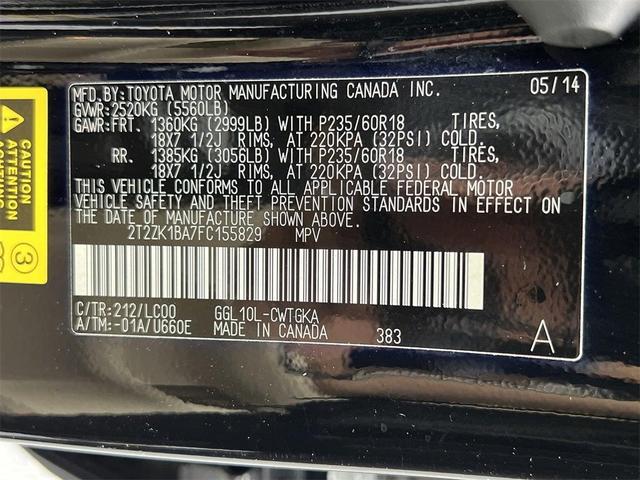 MFD.BY:TOYOTA MOTOR MANUFACTURING CANADA INC. 05/14
GVWR:2520KG (5560LB)
GAWR:FRT. 1360KG (2999LB) WITH P235/60R18 TIRES,
18X7 1/2J RIMS, AT 220KPA (32PSI) COLD.
RR. 1385KG (3056LB) WITH P235/60R18 TIRES,
18X7 1/2J RIMS, AT 220KPA (32PSI) COLD.
THIS VEHICLE CONFORMS TO ALL APPLICABLE FEDERAL MOTOR
VEHICLE SAFETY AND THEFT PREVENTION STANDARDS IN EFFECT ON
THE DATE OF MANUFACTURE SHOWN ABOVE.
2T2ZK1BA7FC155829 MPV
C/TR:212/LC00 GGL10L-CWTGKA
A/TM:-01A/U660E MADE IN CANADA 383 A
CAUTION
ATTENTION
3